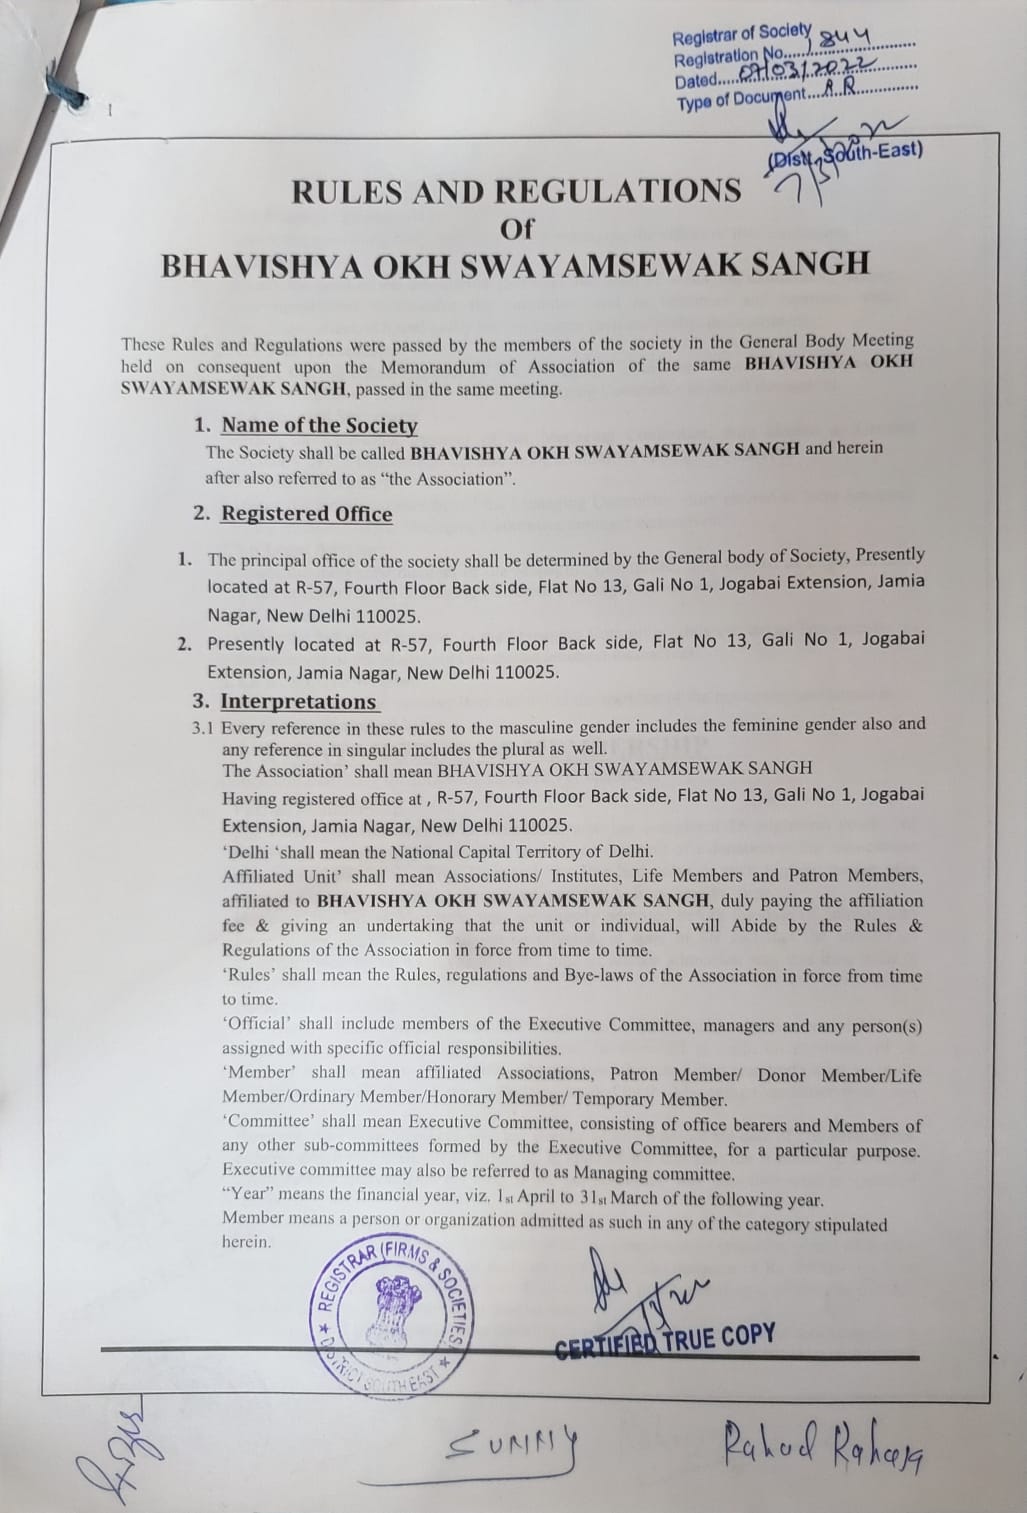 Registrar of Society
Registration No....1844
Dated.....07/03/2022
Type of Document...R.R
(Distt. South-East)
7/3/
1
RULES AND REGULATIONS
Of
BHAVISHYA OKH SWAYAMSEWAK SANGH
These Rules and Regulations were passed by the members of the society in the General Body Meeting
held on consequent upon the Memorandum of Association of the same BHAVISHYA OKH
SWAYAMSEWAK SANGH, passed in the same meeting.
1. Name of the Society
The Society shall be called BHAVISHYA OKH SWAYAMSEWAK SANGH and herein
after also referred to as “the Association”.
2. Registered Office
1. The principal office of the society shall be determined by the General body of Society, Presently
located at R-57, Fourth Floor Back side, Flat No 13, Gali No 1, Jogabai Extension, Jamia
Nagar, New Delhi 110025.
2. Presently located at R-57, Fourth Floor Back side, Flat No 13, Gali No 1, Jogabai
Extension, Jamia Nagar, New Delhi 110025.
3. Interpretations
3.1 Every reference in these rules to the masculine gender includes the feminine gender also and
any reference in singular includes the plural as well.
The Association’ shall mean BHAVISHYA OKH SWAYAMSEWAK SANGH
Having registered office at , R-57, Fourth Floor Back side, Flat No 13, Gali No 1, Jogabai
Extension, Jamia Nagar, New Delhi 110025.
‘Delhi ‘shall mean the National Capital Territory of Delhi.
Affiliated Unit’ shall mean Associations/ Institutes, Life Members and Patron Members,
affiliated to BHAVISHYA OKH SWAYAMSEWAK SANGH, duly paying the affiliation
fee & giving an undertaking that the unit or individual, will Abide by the Rules &
Regulations of the Association in force from time to time.
‘Rules’ shall mean the Rules, regulations and Bye-laws of the Association in force from time
to time.
‘Official’ shall include members of the Executive Committee, managers and any person(s)
assigned with specific official responsibilities.
‘Member’ shall mean affiliated Associations, Patron Member/ Donor Member/Life
Member/Ordinary Member/Honorary Member/ Temporary Member.
‘Committee’ shall mean Executive Committee, consisting of office bearers and Members of
any other sub-committees formed by the Executive Committee, for a particular purpose.
Executive committee may also be referred to as Managing committee.
“Year” means the financial year, viz. 1st April to 31st March of the following year.
Member means a person or organization admitted as such in any of the category stipulated
herein.
REGISTRAR (FIRMS & SOCIETIES)
★ DISTRICT SOUTH EAST ★
CERTIFIED TRUE COPY
SUNNY